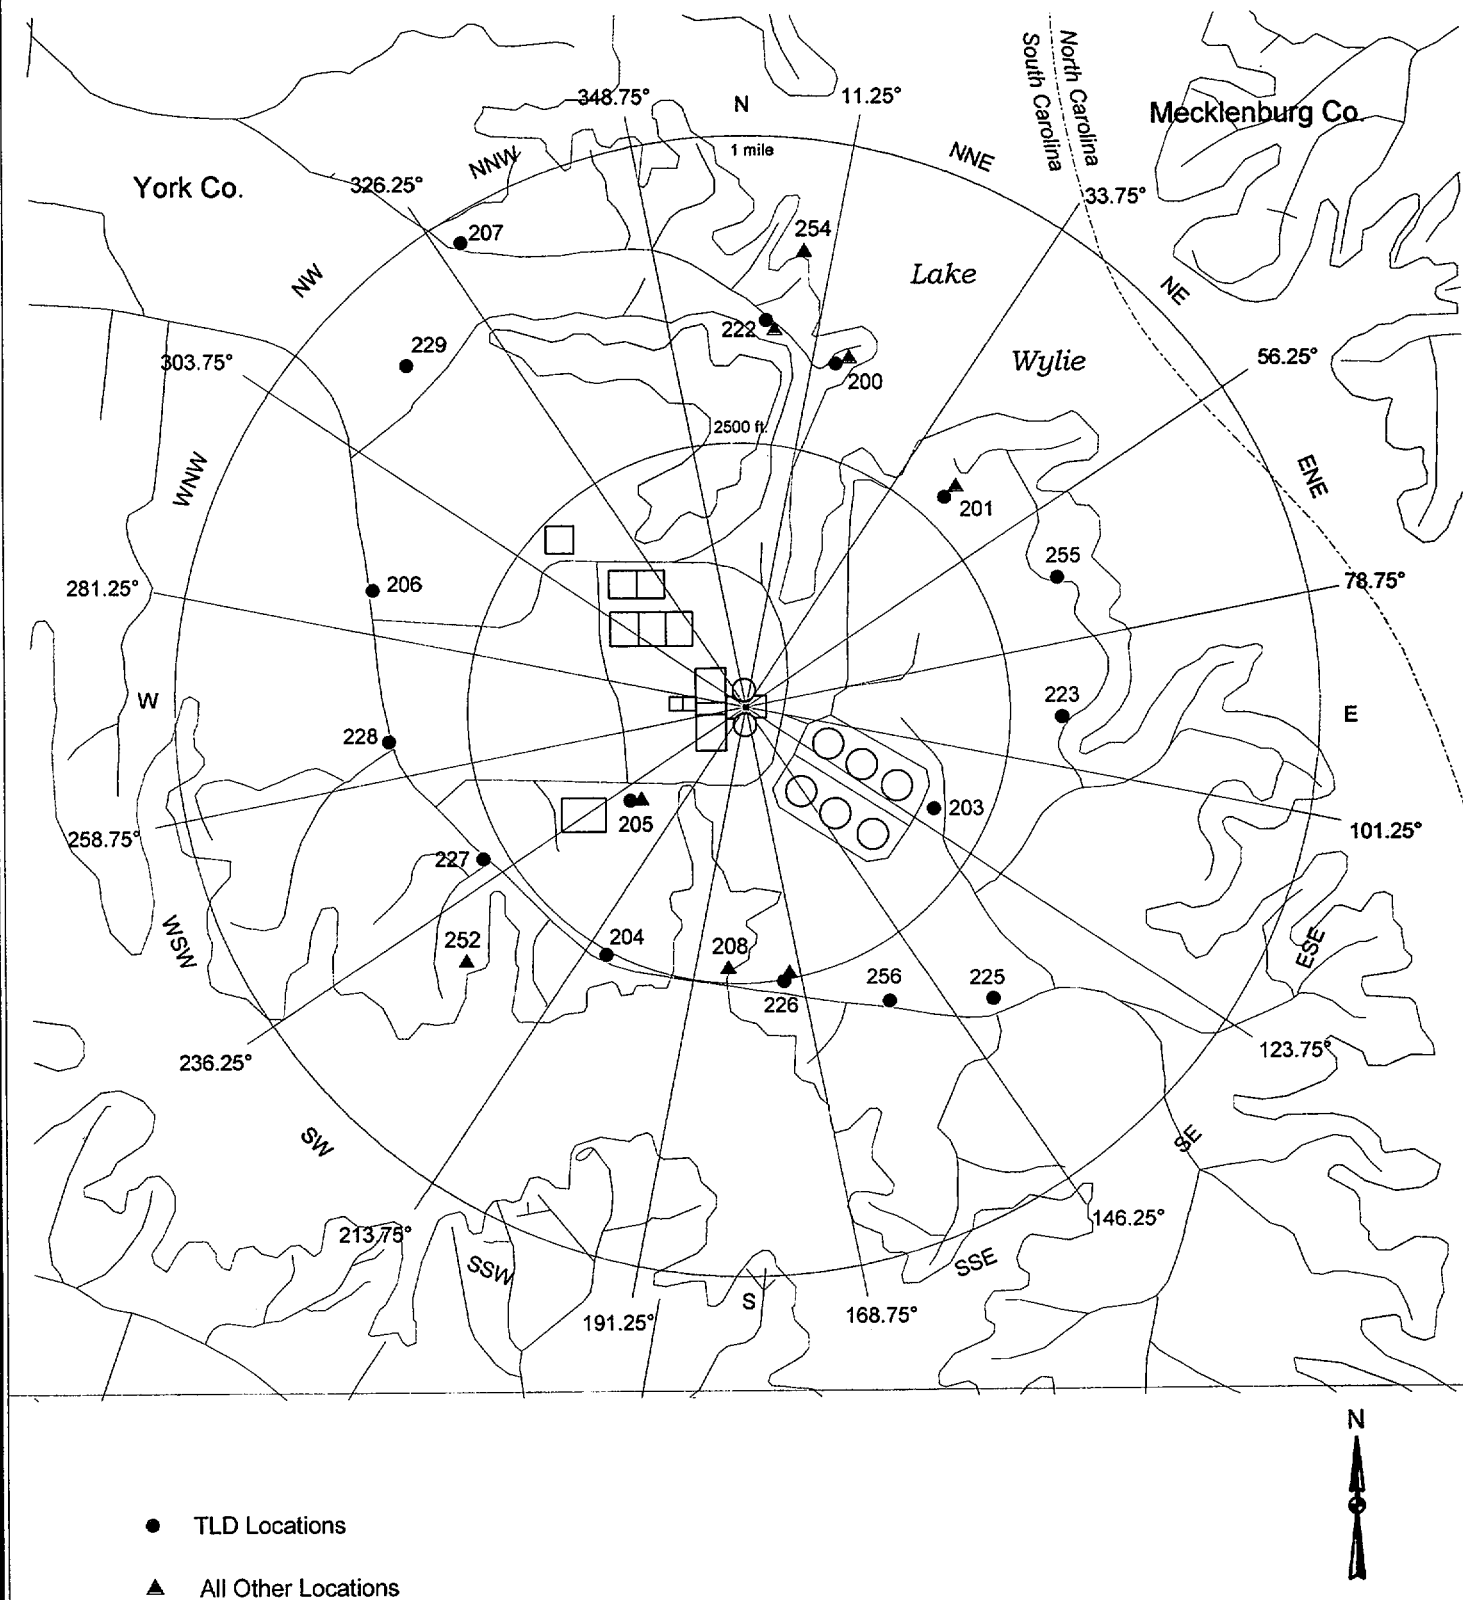 North Carolina
South Carolina
348.75°
N
11.25°
Mecklenburg Co.
1 mile
NNW
NNE
326.25°
York Co.
33.75°
207
254
Lake
NW
NE
222
229
303.75°
Wylie
56.25°
200
2500 ft.
WNW
ENE
201
255
206
281.25°
78.75°
W
223
E
228
203
205
258.75°
101.25°
227
WSW
252
204
208
ESE
256
225
226
236.25°
123.75°
SW
SE
146.25°
213.75°
SSW
SSE
S
191.25°
168.75°
N
TLD Locations
All Other Locations